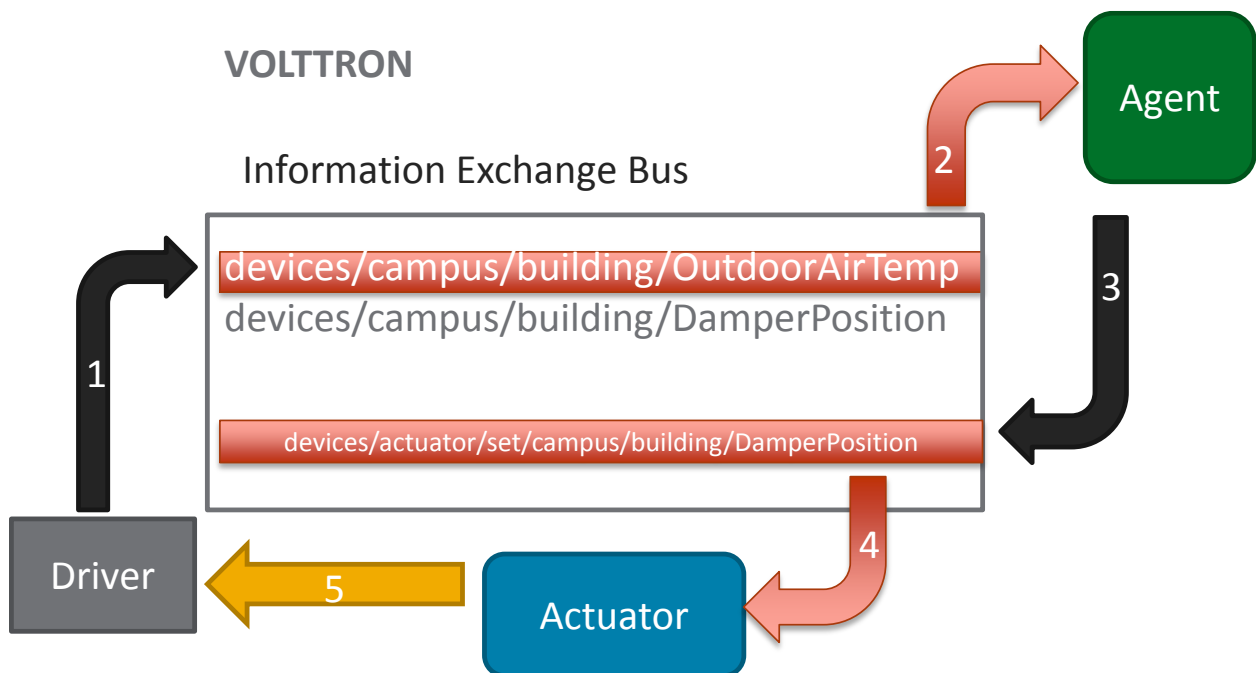 VOLTTRON
Agent
2
Information Exchange Bus
devices/campus/building/OutdoorAirTemp
devices/campus/building/DamperPosition
3
1
devices/actuator/set/campus/building/DamperPosition
4
Driver
5
Actuator